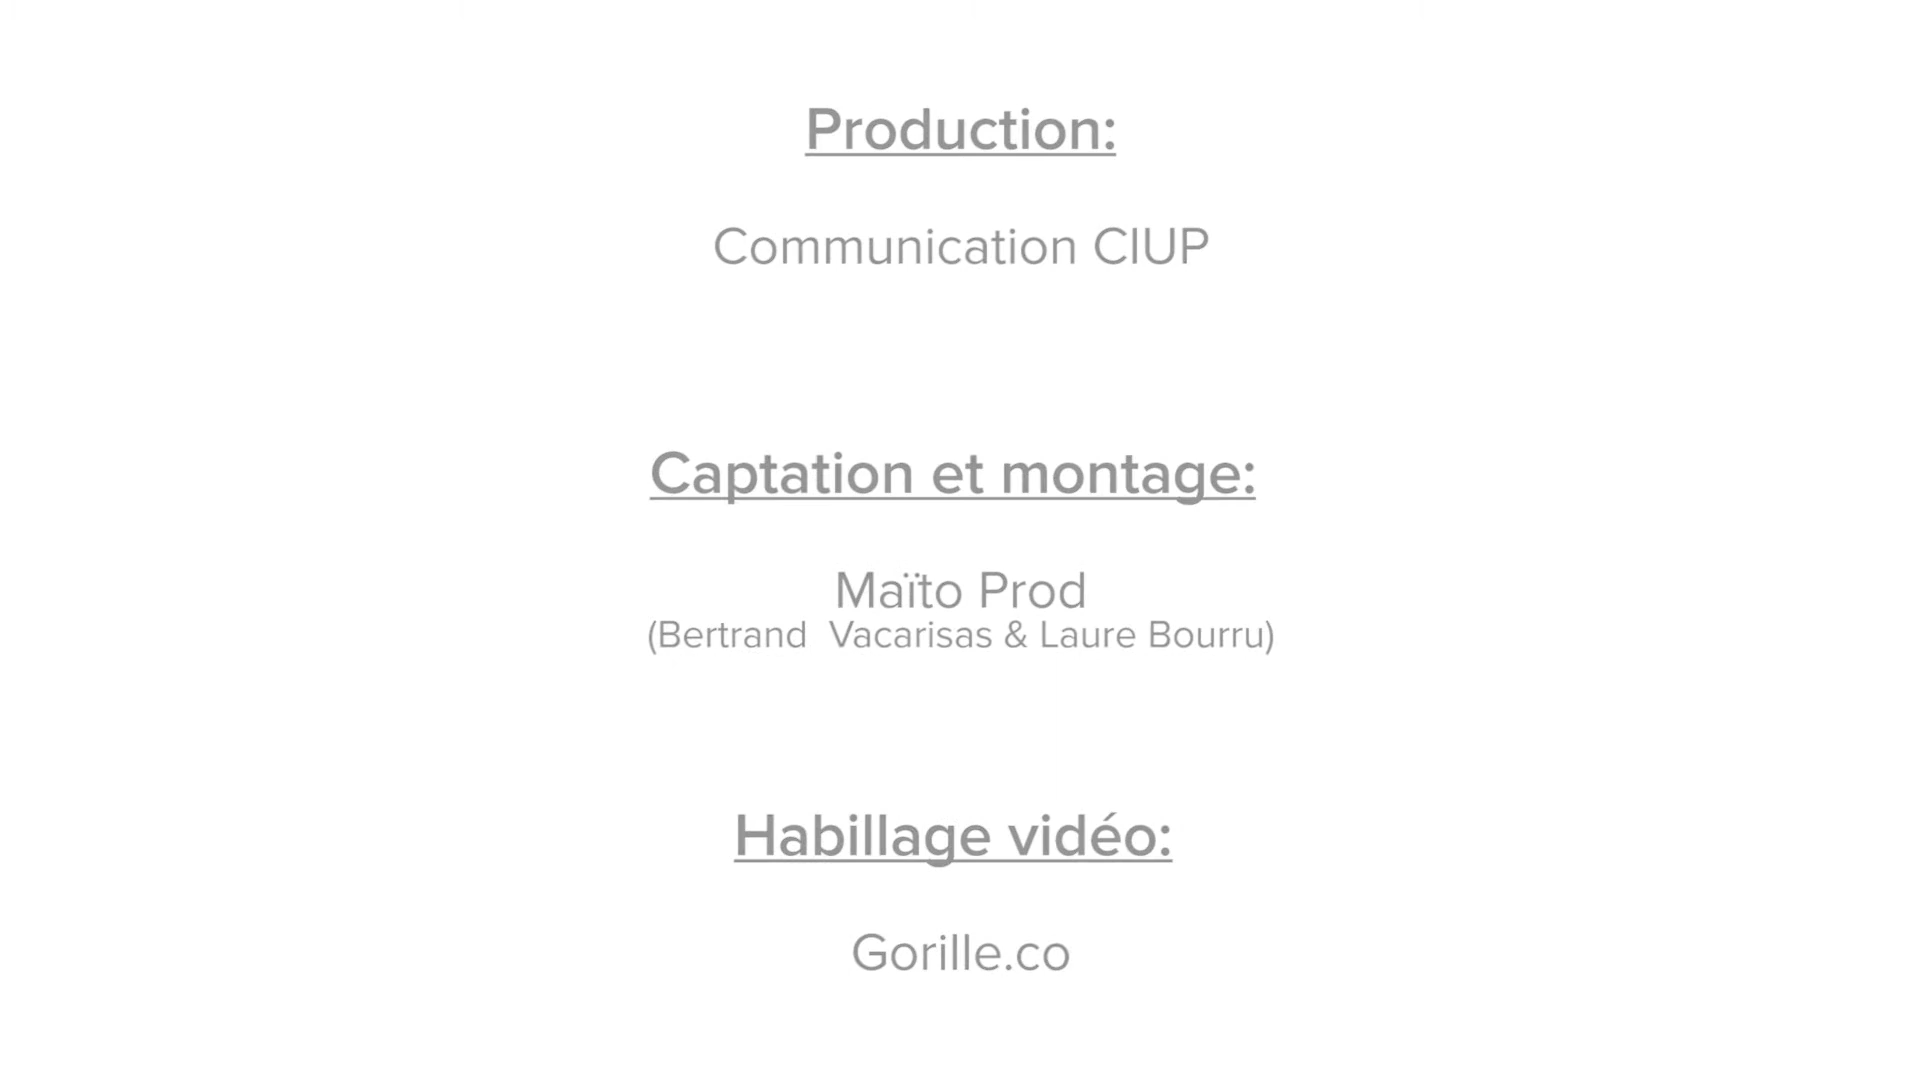 Production:
Communication CIUP
Captation et montage:
Maïto Prod
(Bertrand  Vacarisas & Laure Bourru)
Habillage vidéo:
Gorille.co